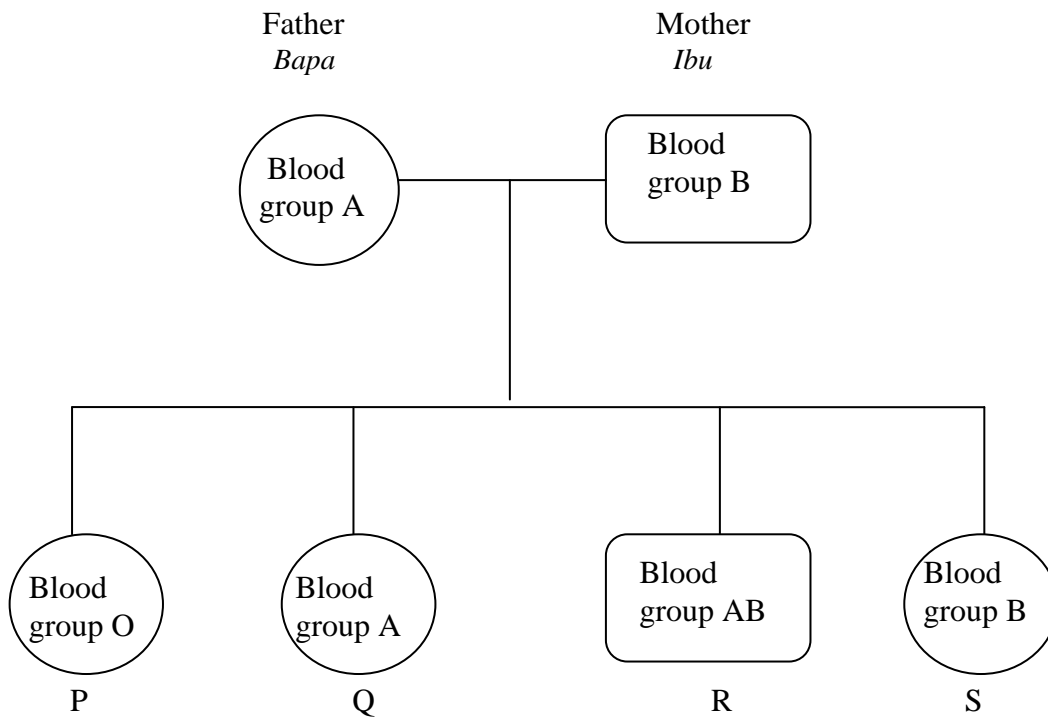 Father
Bapa
Mother
Ibu
Blood
group A
Blood
group B
Blood
group O
Blood
group A
Blood
group AB
Blood
group B
P
Q
R
S